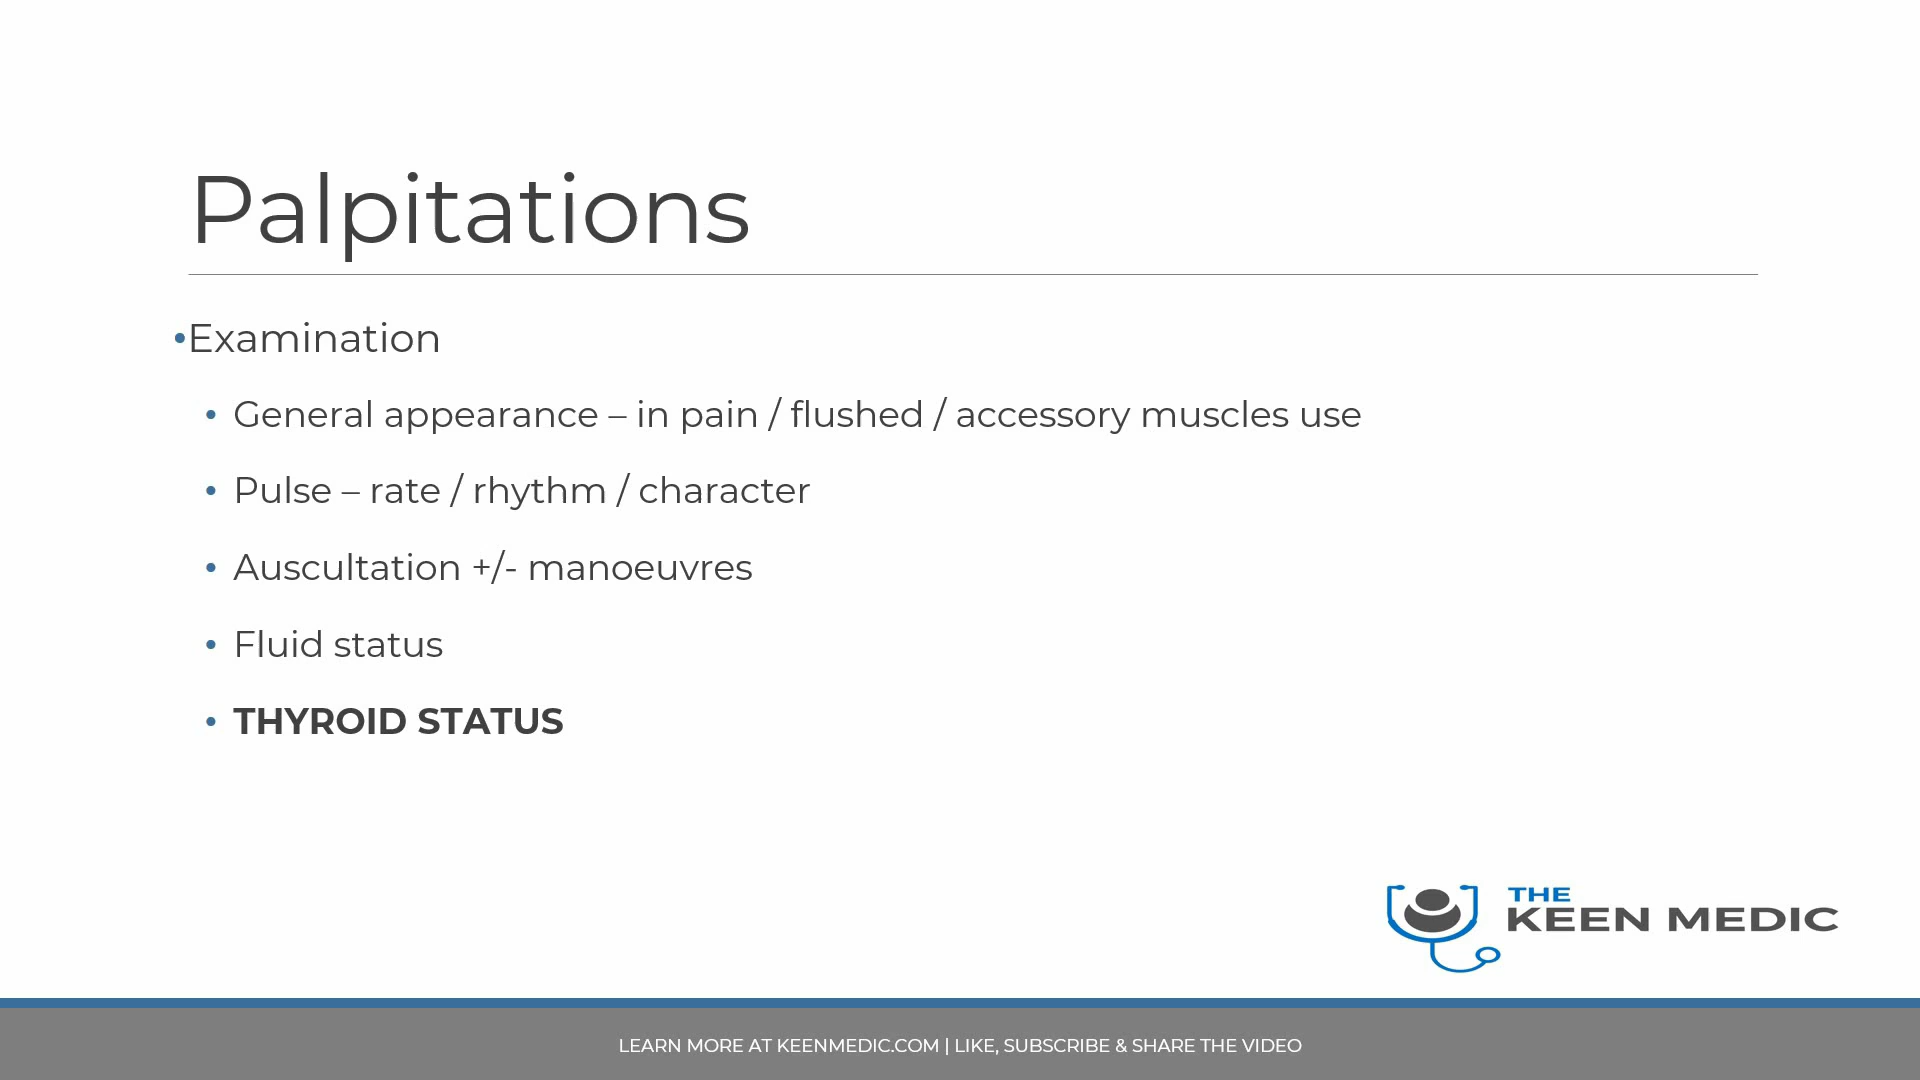 Palpitations
•Examination
• General appearance – in pain / flushed / accessory muscles use
• Pulse – rate / rhythm / character
• Auscultation +/- manoeuvres
• Fluid status
• THYROID STATUS
THE
KEEN MEDIC
LEARN MORE AT KEENMEDIC.COM | LIKE, SUBSCRIBE & SHARE THE VIDEO